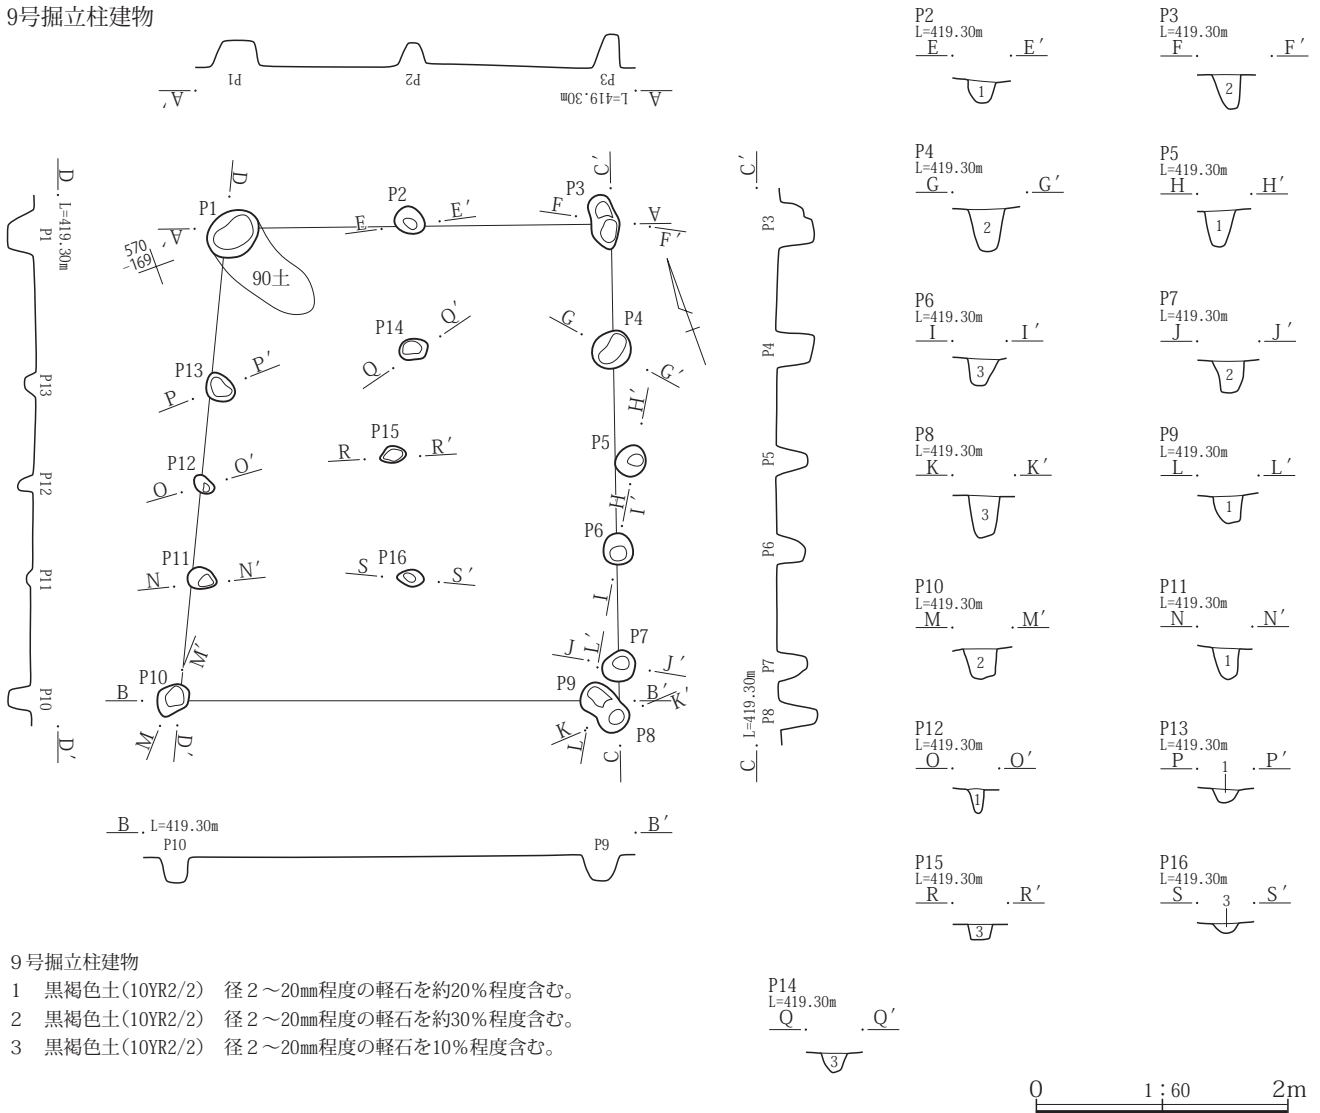 9号掘立柱建物
P1
P2
P3
L=419.30m
A′
A
D
L=419.30m
P1
P13
P12
P11
P10
D′
P1
D
A′
570
-169
90土
P2
E
E′
P3
C′
F
A
F′
P14
Q
Q′
P4
G
G′
P13
P
P′
P15
R
R′
P5
H′
H
P12
O
O′
P6
I′
I
P11
N
N′
P16
S
S′
P7
J
J′
L′
P10
M′
B
M
D′
P9
P8
B′
K′
K
L
C
C′
P3
P4
P5
P6
P7
P8
L=419.30m
C
B
L=419.30m
B′
P10
P9
P2
L=419.30m
E
E′
1
P3
L=419.30m
F
F′
2
P4
L=419.30m
G
G′
2
P5
L=419.30m
H
H′
1
P6
L=419.30m
I
I′
3
P7
L=419.30m
J
J′
2
P8
L=419.30m
K
K′
3
P9
L=419.30m
L
L′
1
P10
L=419.30m
M
M′
2
P11
L=419.30m
N
N′
1
P12
L=419.30m
O
O′
1
P13
L=419.30m
P
P′
1
P15
L=419.30m
R
R′
3
P16
L=419.30m
S
S′
3
P14
L=419.30m
Q
Q′
3
９号掘立柱建物
1　黒褐色土(10YR2/2)　径２～20㎜程度の軽石を約20％程度含む。
2　黒褐色土(10YR2/2)　径２～20㎜程度の軽石を約30％程度含む。
3　黒褐色土(10YR2/2)　径２～20㎜程度の軽石を10％程度含む。
0　1：60　2m